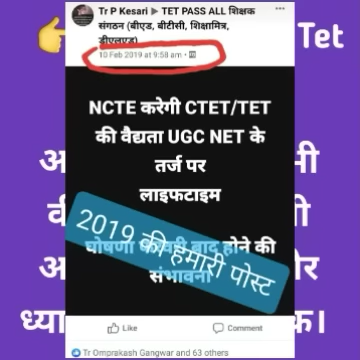 Tr P Kesari ▶ TET PASS ALL शिक्षक
संगठन (बीएड, बीटीसी, शिक्षामित्र,
डीएलएड)
10 Feb 2019 at 9:58 am
Tet
NCTE करेगी CTET/TET
की वैद्यता UGC NET के
तर्ज पर
लाइफटाइम
घोषणा बाद होने की
संभावना
2019 की हमारी पोस्ट
ध्या
क।
Like Comment
Tr Omprakash Gangwar and 63 others